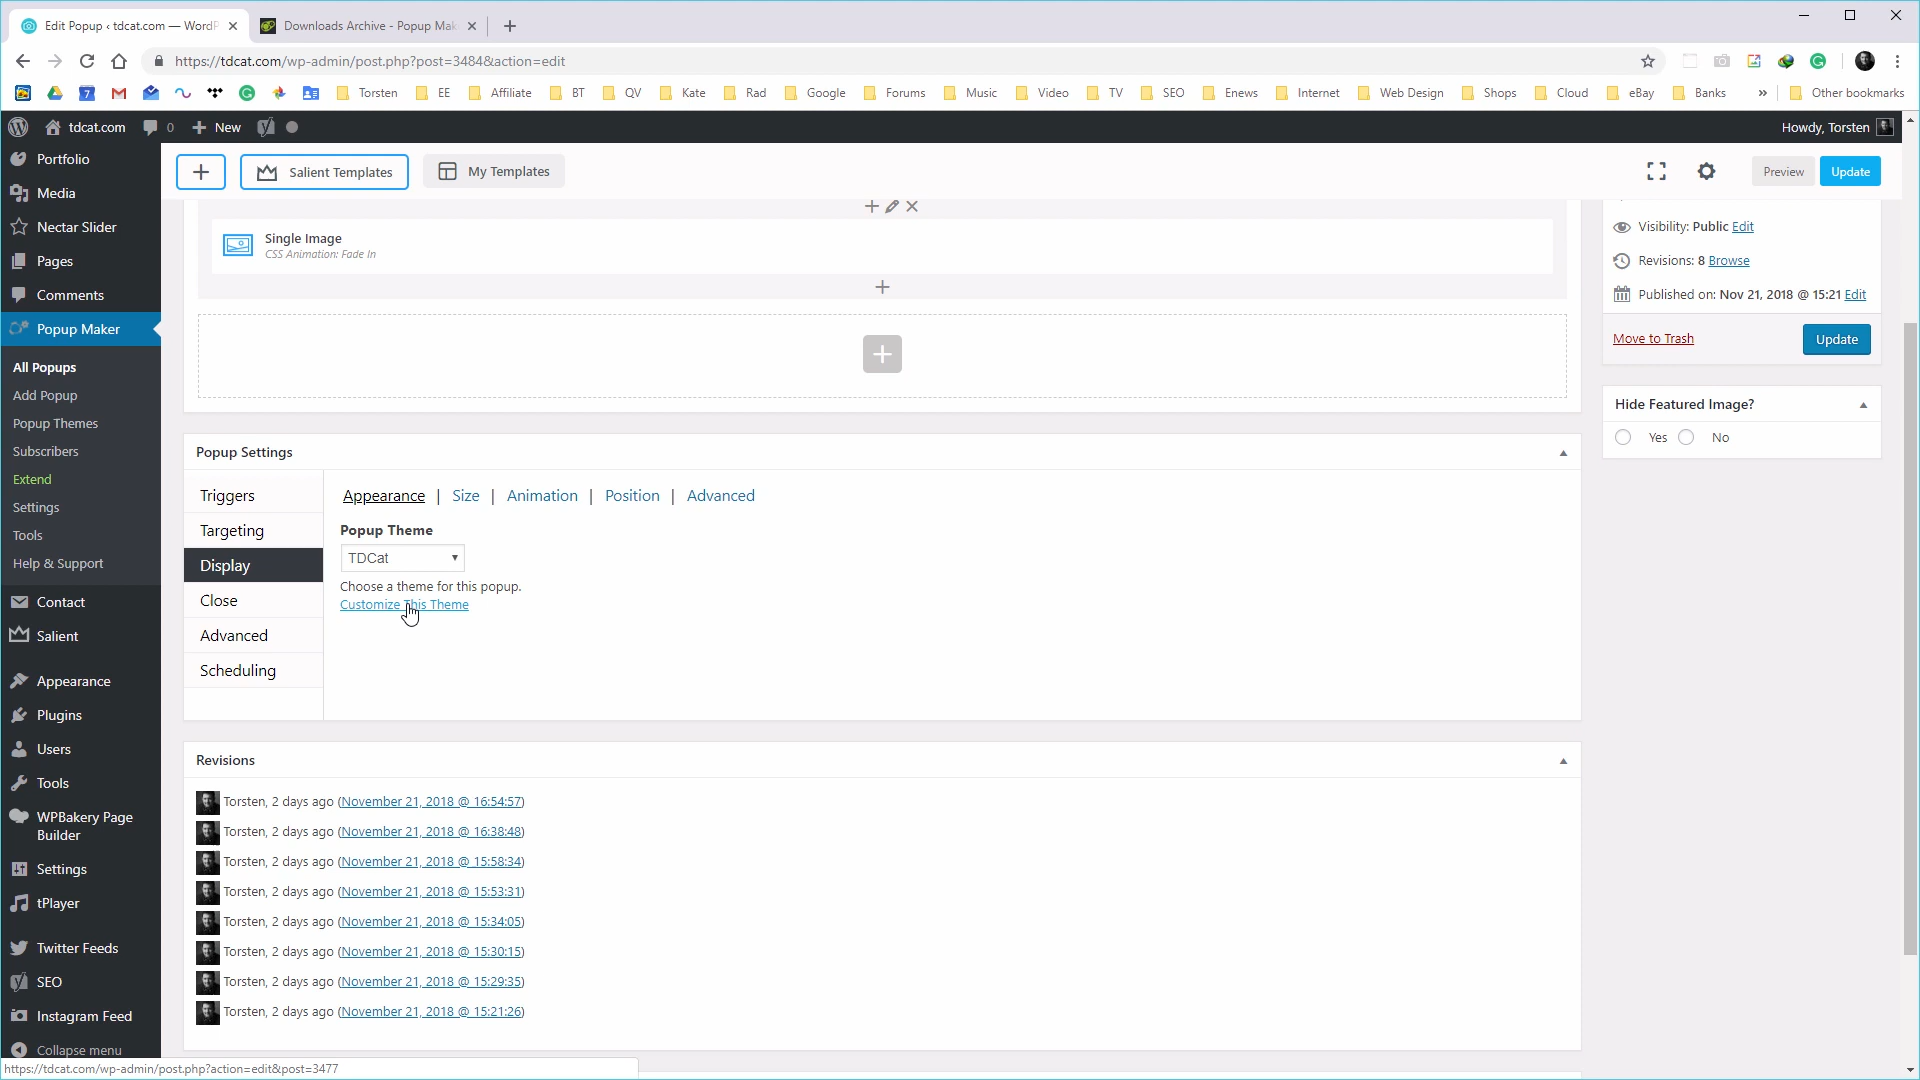 Edit Popup ‹ tdcat.com — WordP
Downloads Archive - Popup Mak
https://tdcat.com/wp-admin/post.php?post=3484&action=edit
7
Torsten
EE
Affiliate
BT
QV
Kate
Rad
Google
Forums
Music
Video
TV
SEO
Enews
Internet
Web Design
Shops
Cloud
eBay
Banks
»
Other bookmarks
tdcat.com
0
New
Howdy, Torsten
Portfolio
Media
Nectar Slider
Pages
Comments
Popup Maker
All Popups
Add Popup
Popup Themes
Subscribers
Extend
Settings
Tools
Help & Support
Contact
Salient
Appearance
Plugins
Users
Tools
WPBakery Page
Builder
Settings
tPlayer
Twitter Feeds
SEO
Instagram Feed
Collapse menu
Salient Templates
My Templates
Preview
Update
Single Image
CSS Animation: Fade In
Visibility: Public Edit
Revisions: 8 Browse
Published on: Nov 21, 2018 @ 15:21 Edit
Move to Trash
Update
Hide Featured Image?
Yes
No
Popup Settings
Triggers
Targeting
Display
Close
Advanced
Scheduling
Appearance | Size | Animation | Position | Advanced
Popup Theme
TDCat
Choose a theme for this popup.
Customize This Theme
Revisions
Torsten, 2 days ago (November 21, 2018 @ 16:54:57)
Torsten, 2 days ago (November 21, 2018 @ 16:38:48)
Torsten, 2 days ago (November 21, 2018 @ 15:58:34)
Torsten, 2 days ago (November 21, 2018 @ 15:53:31)
Torsten, 2 days ago (November 21, 2018 @ 15:34:05)
Torsten, 2 days ago (November 21, 2018 @ 15:30:15)
Torsten, 2 days ago (November 21, 2018 @ 15:29:35)
Torsten, 2 days ago (November 21, 2018 @ 15:21:26)
https://tdcat.com/wp-admin/post.php?action=edit&post=3477